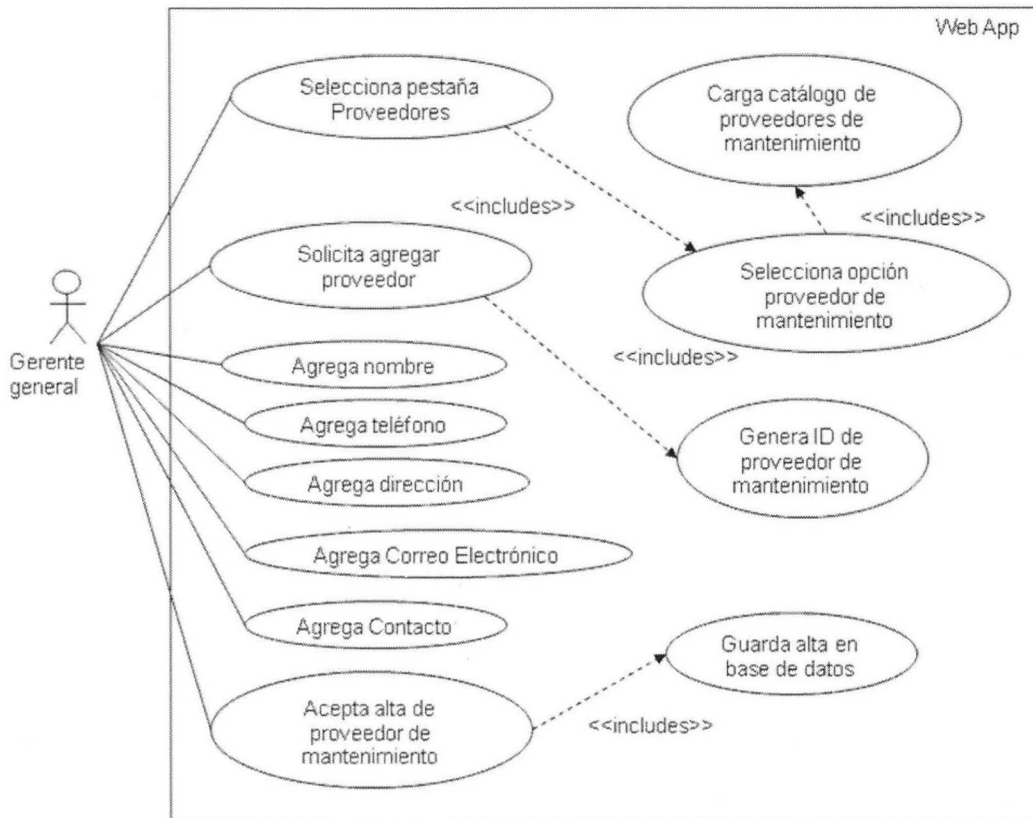 Web App
Selecciona pestaña
Proveedores
Carga catálogo de
proveedores de
mantenimiento
<<includes>>
<<includes>>
Solicita agregar
proveedor
Selecciona opción
proveedor de
mantenimiento
Gerente
general
<<includes>>
Agrega nombre
Agrega teléfono
Genera ID de
proveedor de
mantenimiento
Agrega dirección
Agrega Correo Electrónico
Agrega Contacto
Guarda alta en
base de datos
Acepta alta de
proveedor de
mantenimiento
<<includes>>